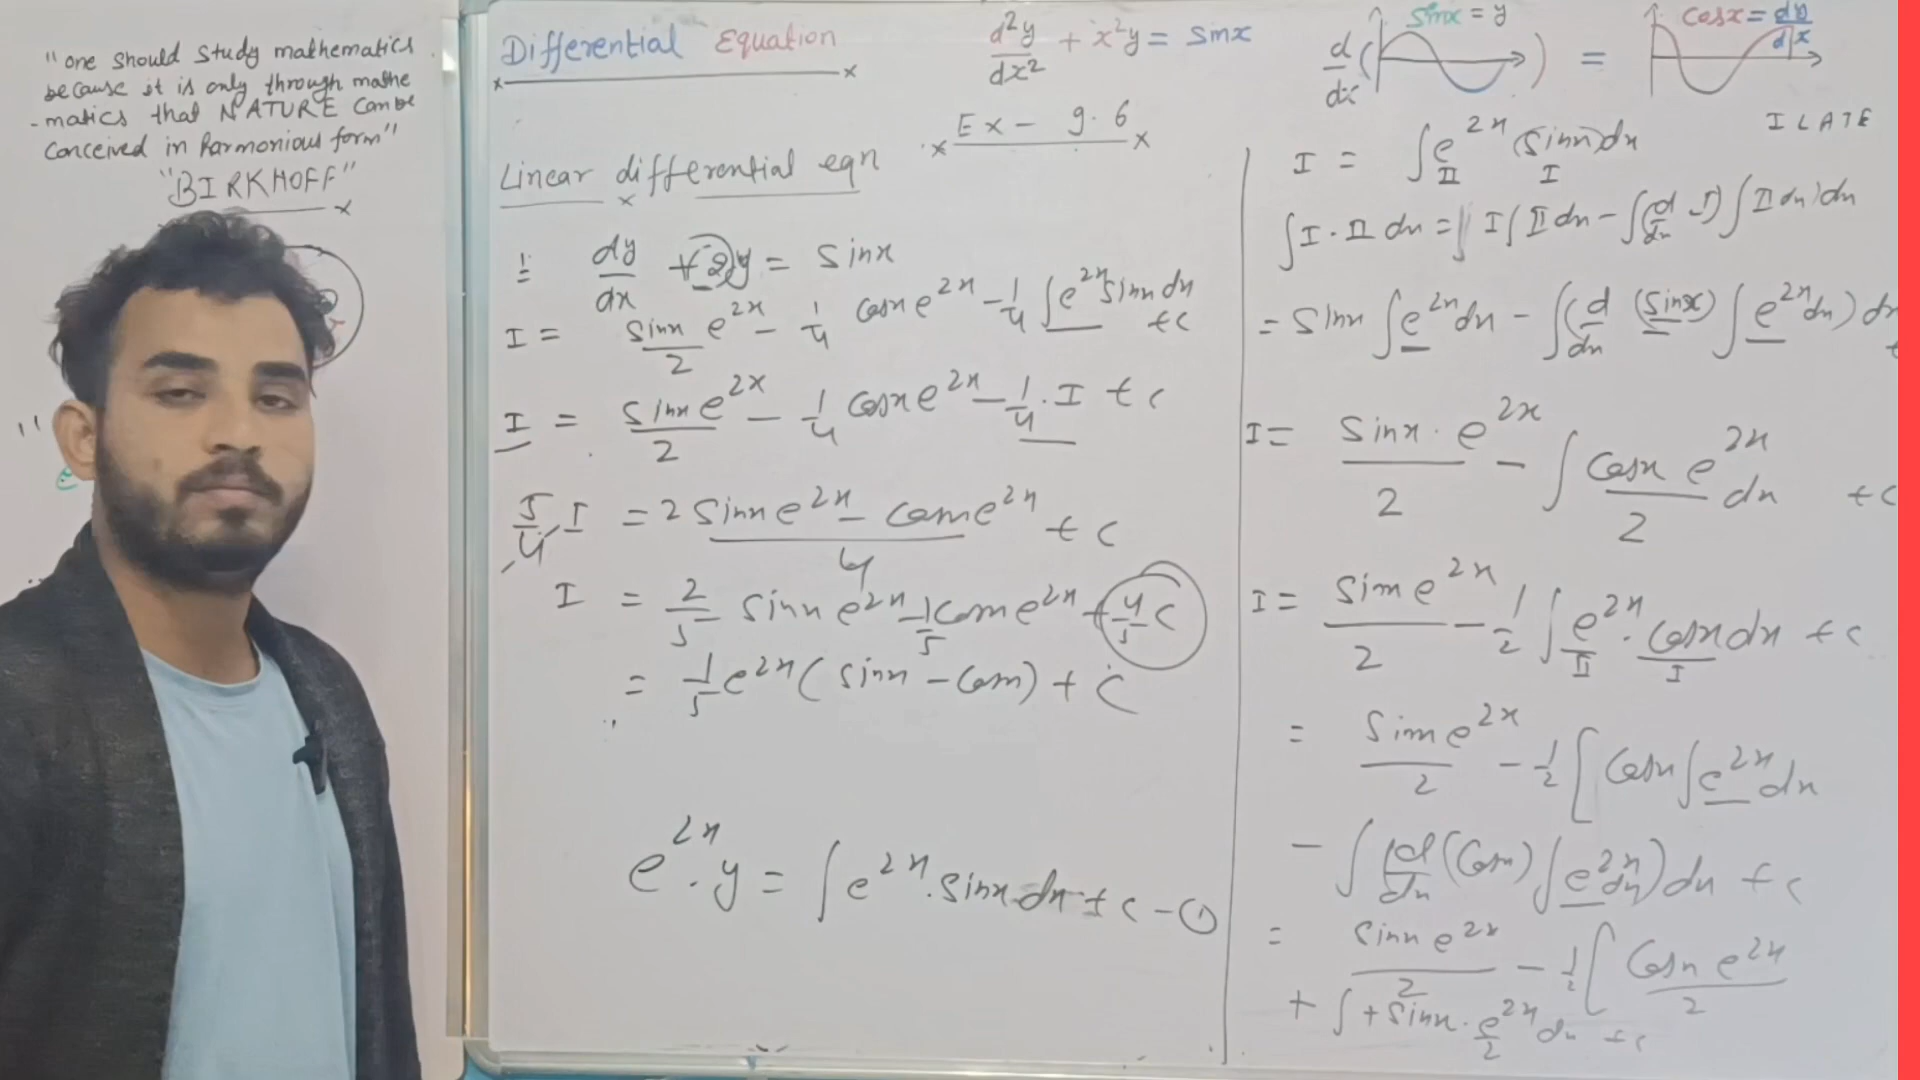 "one should study mathematics
because it is only through mathe
-matics that NATURE can be
conceived in harmonious form"
"BIRKHOFF"
Differential Equation
d²y/dx² + x²y = sinx
d/dx ( sinx = y ) = cosx = dy/dx
Ex - 9.6
Linear differential eqn
1 dy/dx + 2y = sinx
I = sinx/2 e^2x - 1/4 cosx e^2x - 1/4 ∫e^2x sinx dx + c
I = sinx e^2x/2 - 1/4 cosx e^2x - 1/4 . I + c
5/4 I = 2 sinx e^2x - cosx e^2x/4 + c
I = 2/5 sinx e^2x - 1/5 cosx e^2x + 4/5 c
= 1/5 e^2x ( sinx - cosx) + c
e^2x . y = ∫e^2x . sinx dx + c - ①
ILATE
I = ∫e^2x (sinx) dx
II I
∫I . II dx = I∫II dx - ∫(d/dx I)∫II dx)dx
= sinx ∫e^2x dx - ∫(d/dx (sinx) ∫e^2x dx) dx
I = sinx . e^2x/2 - ∫cosx e^2x/2 dx + c
I = sinx e^2x/2 - 1/2 ∫e^2x . cosx dx + c
II I
= sinx e^2x/2 - 1/2 [cosx ∫e^2x dx
- ∫(d/dx (cosx) ∫e^2x dx) dx + c
= sinx e^2x/2 - 1/2 [cosx e^2x/2
+ ∫+sinx . e^2x/2 dx + c